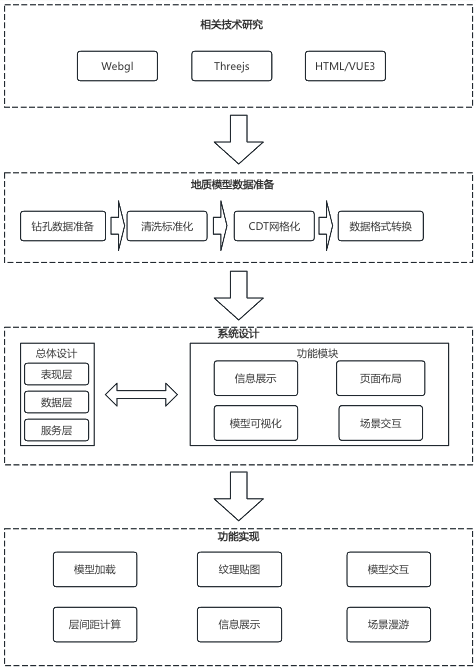 相关技术研究
Webgl
Threejs
HTML/VUE3
地质模型数据准备
钻孔数据准备
清洗标准化
CDT网格化
数据格式转换
系统设计
总体设计
表现层
数据层
服务层
功能模块
信息展示
页面布局
模型可视化
场景交互
功能实现
模型加载
纹理贴图
模型交互
层间距计算
信息展示
场景漫游